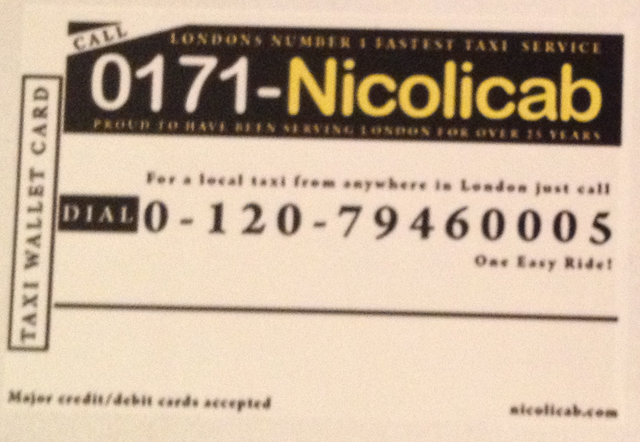 CALL
LONDONS NUMBER 1 FASTEST TAXI SERVICE
0171-Nicolicab
PROUD TO HAVE BEEN SERVING LONDON FOR OVER 25 YEARS
TAXI WALLET CARD
For a local taxi from anywhere in London just call
DIAL 0-120-79460005
One Easy Ride!
Major credit/debit cards accepted
nicolicab.com